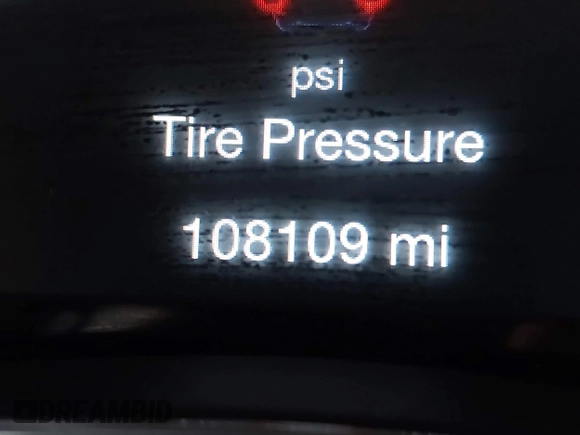 psi
Tire Pressure
108109 mi
DREAMBID